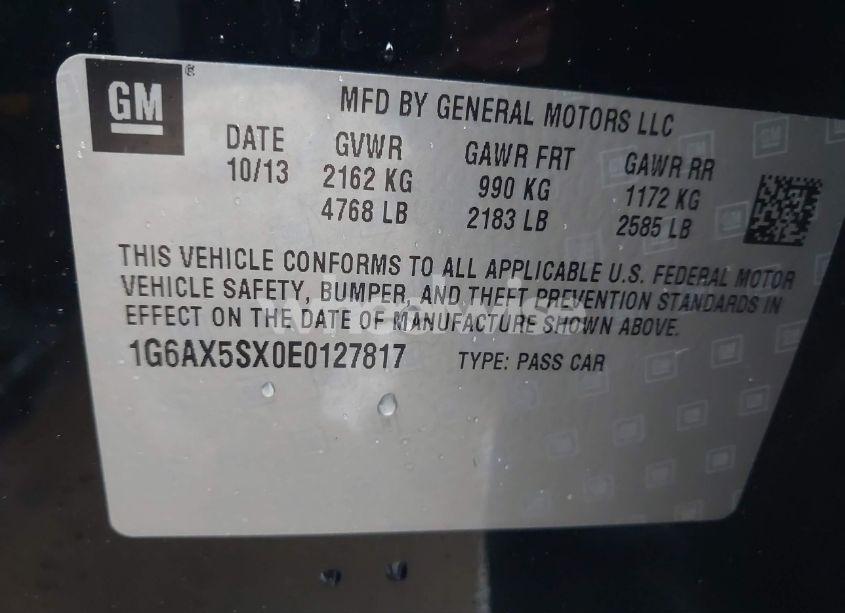 GM ®
MFD BY GENERAL MOTORS LLC
DATE GVWR GAWR FRT GAWR RR
10/13 2162 KG 990 KG 1172 KG
4768 LB 2183 LB 2585 LB
THIS VEHICLE CONFORMS TO ALL APPLICABLE U.S. FEDERAL MOTOR
VEHICLE SAFETY, BUMPER, AND THEFT PREVENTION STANDARDS IN
EFFECT ON THE DATE OF MANUFACTURE SHOWN ABOVE.
1G6AX5SX0E0127817 TYPE: PASS CAR